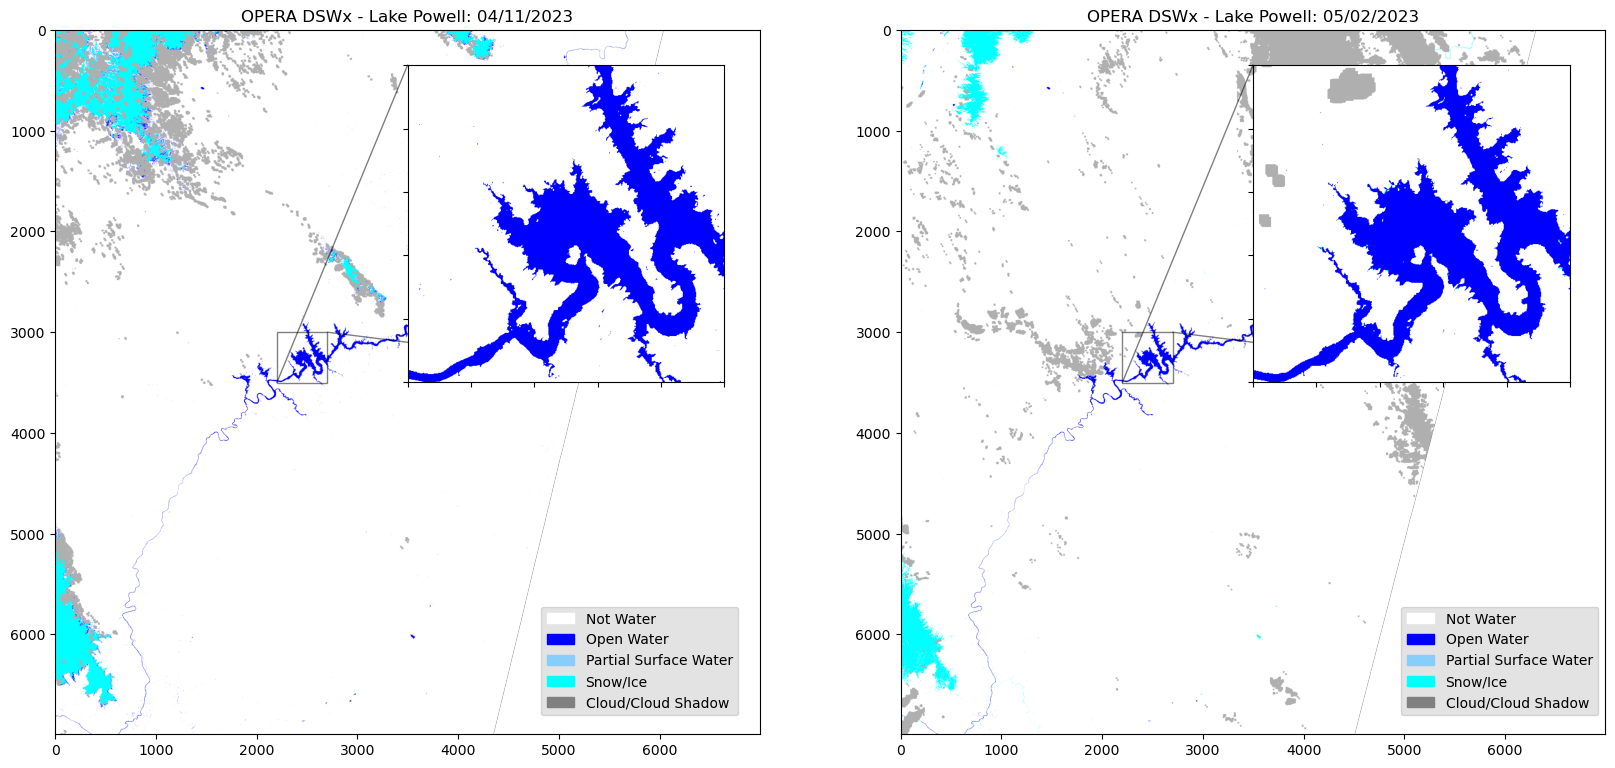 OPERA DSWx - Lake Powell: 04/11/2023
0
1000
2000
3000
4000
5000
6000
0
1000
2000
3000
4000
5000
6000
Not Water
Open Water
Partial Surface Water
Snow/Ice
Cloud/Cloud Shadow
OPERA DSWx - Lake Powell: 05/02/2023
0
1000
2000
3000
4000
5000
6000
0
1000
2000
3000
4000
5000
6000
Not Water
Open Water
Partial Surface Water
Snow/Ice
Cloud/Cloud Shadow